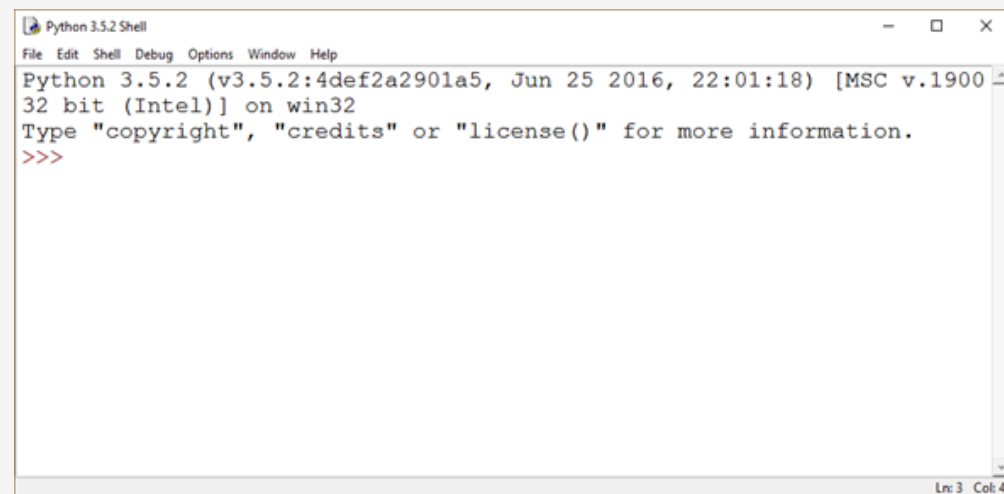 Python 3.5.2 Shell
File Edit Shell Debug Options Window Help
Python 3.5.2 (v3.5.2:4def2a2901a5, Jun 25 2016, 22:01:18) [MSC v.1900
32 bit (Intel)] on win32
Type "copyright", "credits" or "license()" for more information.
>>>
Ln: 3 Col: 4